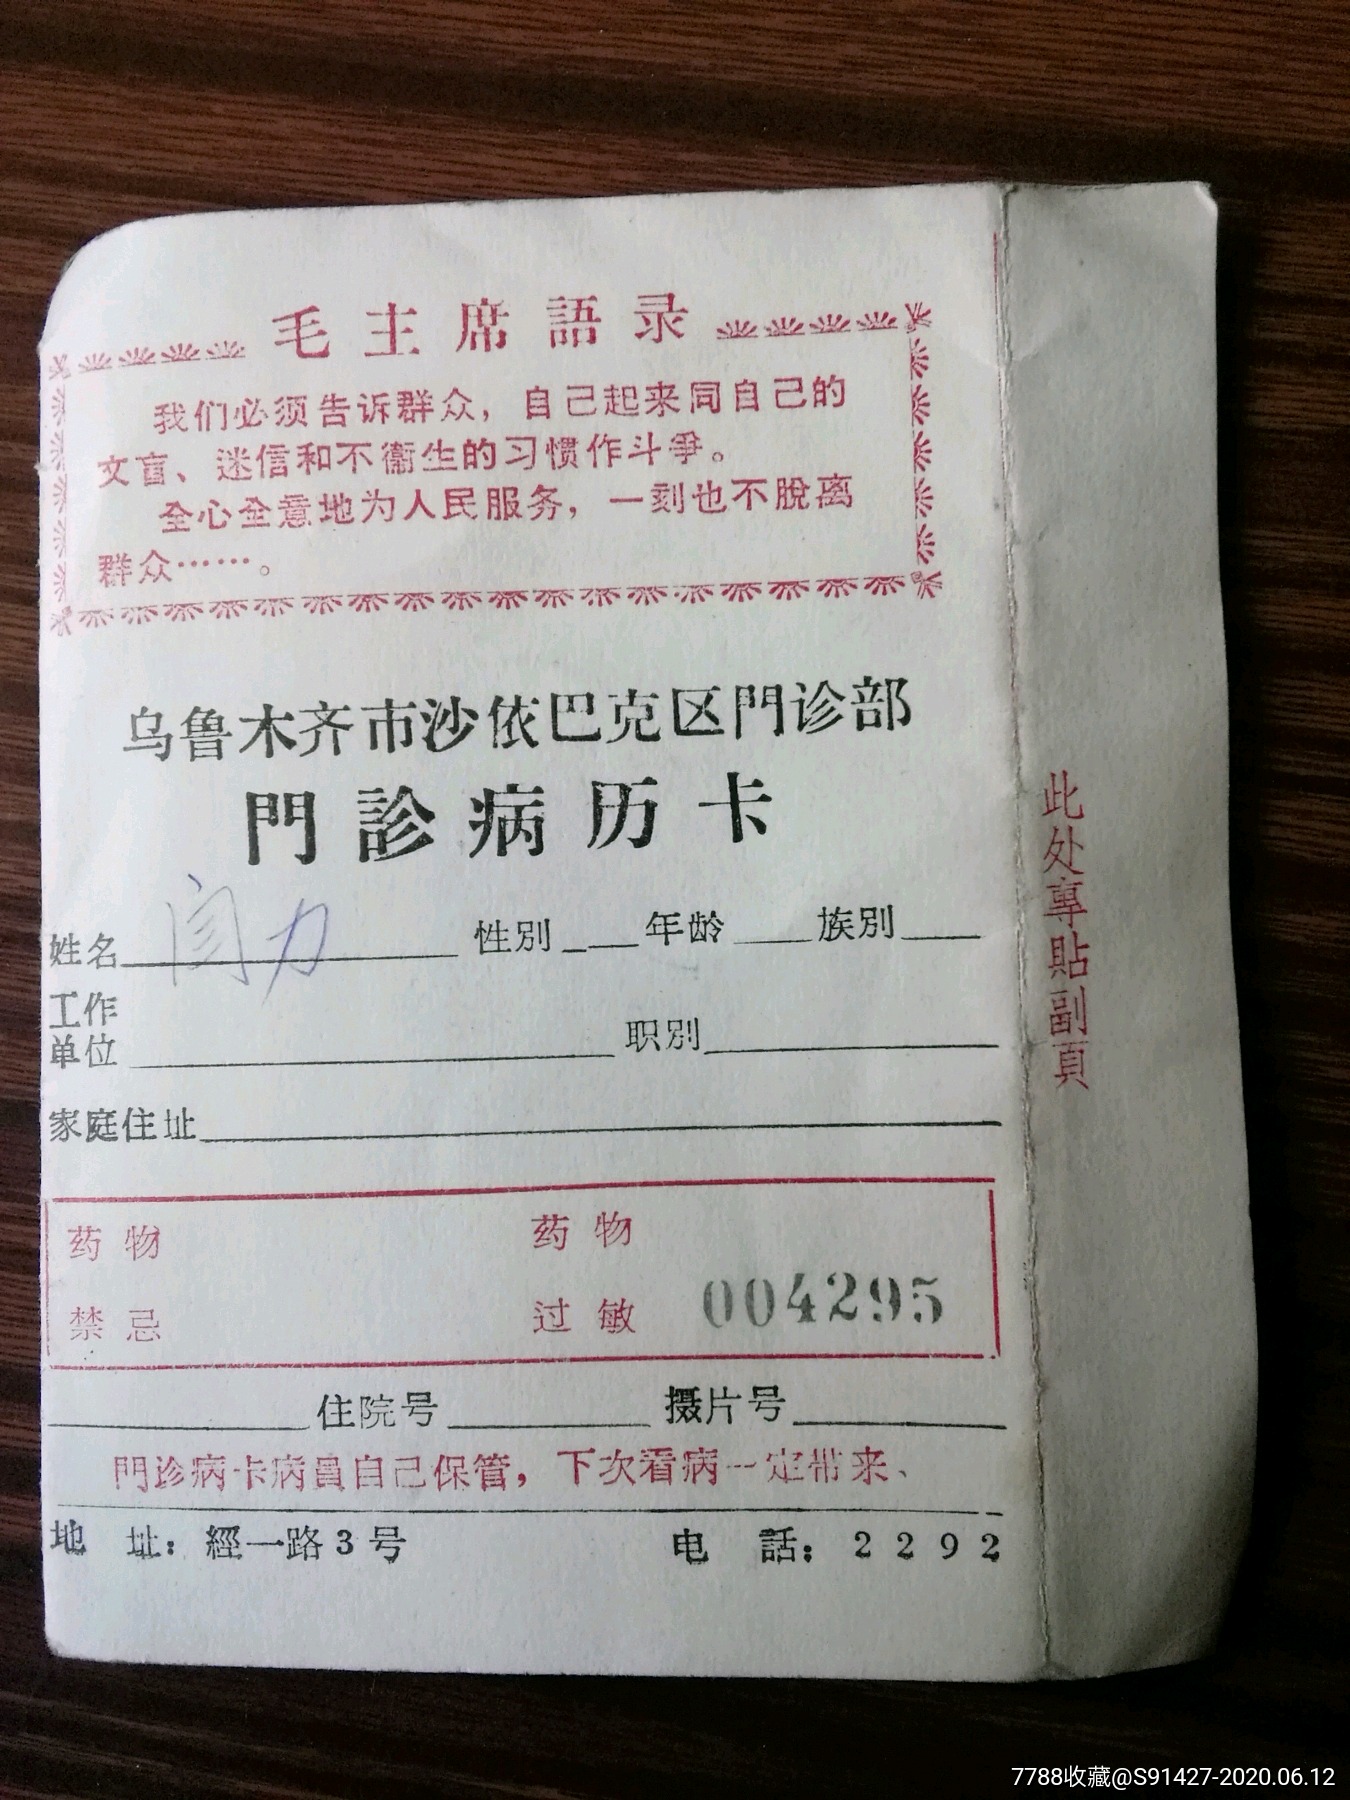 毛主席語录
我们必须告诉群众，自己起来同自己的
文盲、迷信和不衞生的习惯作斗爭。
全心全意地为人民服务，一刻也不脫离
群众……。
乌鲁木齐市沙依巴克区門诊部
門診病历卡
姓名 闫力 性別 年龄 族別
工作
单位 职別
家庭住址
药物 药物
禁忌 过敏 004295
住院号 摄片号
門诊病卡病員自己保管，下次看病一定带来、
地址：經一路3号 电話：2292
此处專貼副頁
7788收藏@S91427-2020.06.12